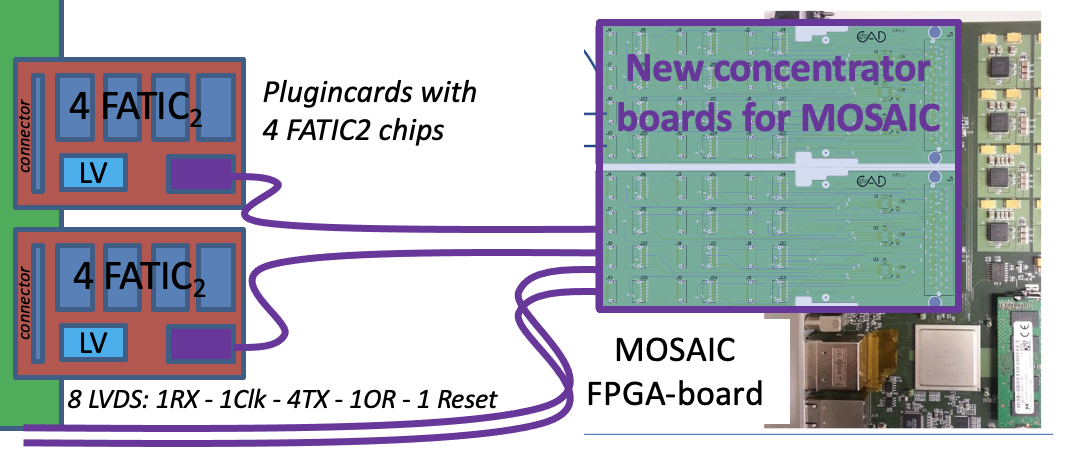 connector
4 FATIC2
LV
Plugincards with
4 FATIC2 chips
New concentrator
boards for MOSAIC
CAD
CAD
connector
4 FATIC2
LV
8 LVDS: 1RX - 1Clk - 4TX - 1OR - 1 Reset
MOSAIC
FPGA-board